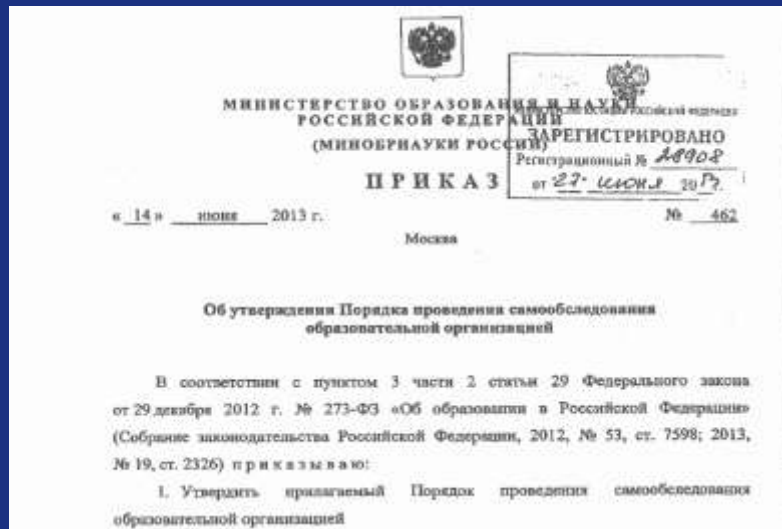 МИНИСТЕРСТВО ОБРАЗОВАНИЯ И НАУКИ
РОССИЙСКОЙ ФЕДЕРАЦИИ
(МИНОБРНАУКИ РОССИИ)
ПРИКАЗ
ЗАРЕГИСТРИРОВАНО
Регистрационный № 28908
от 27. июня 2013.
« 14 » июня 2013 г.
№ 462
Москва
Об утверждении Порядка проведения самообследования
образовательной организацией
В соответствии с пунктом 3 части 2 статьи 29 Федерального закона
от 29 декабря 2012 г. № 273-ФЗ «Об образовании в Российской Федерации»
(Собрание законодательства Российской Федерации, 2012, № 53, ст. 7598; 2013,
№ 19, ст. 2326) приказываю:
1. Утвердить прилагаемый Порядок проведения самообследования
образовательной организацией